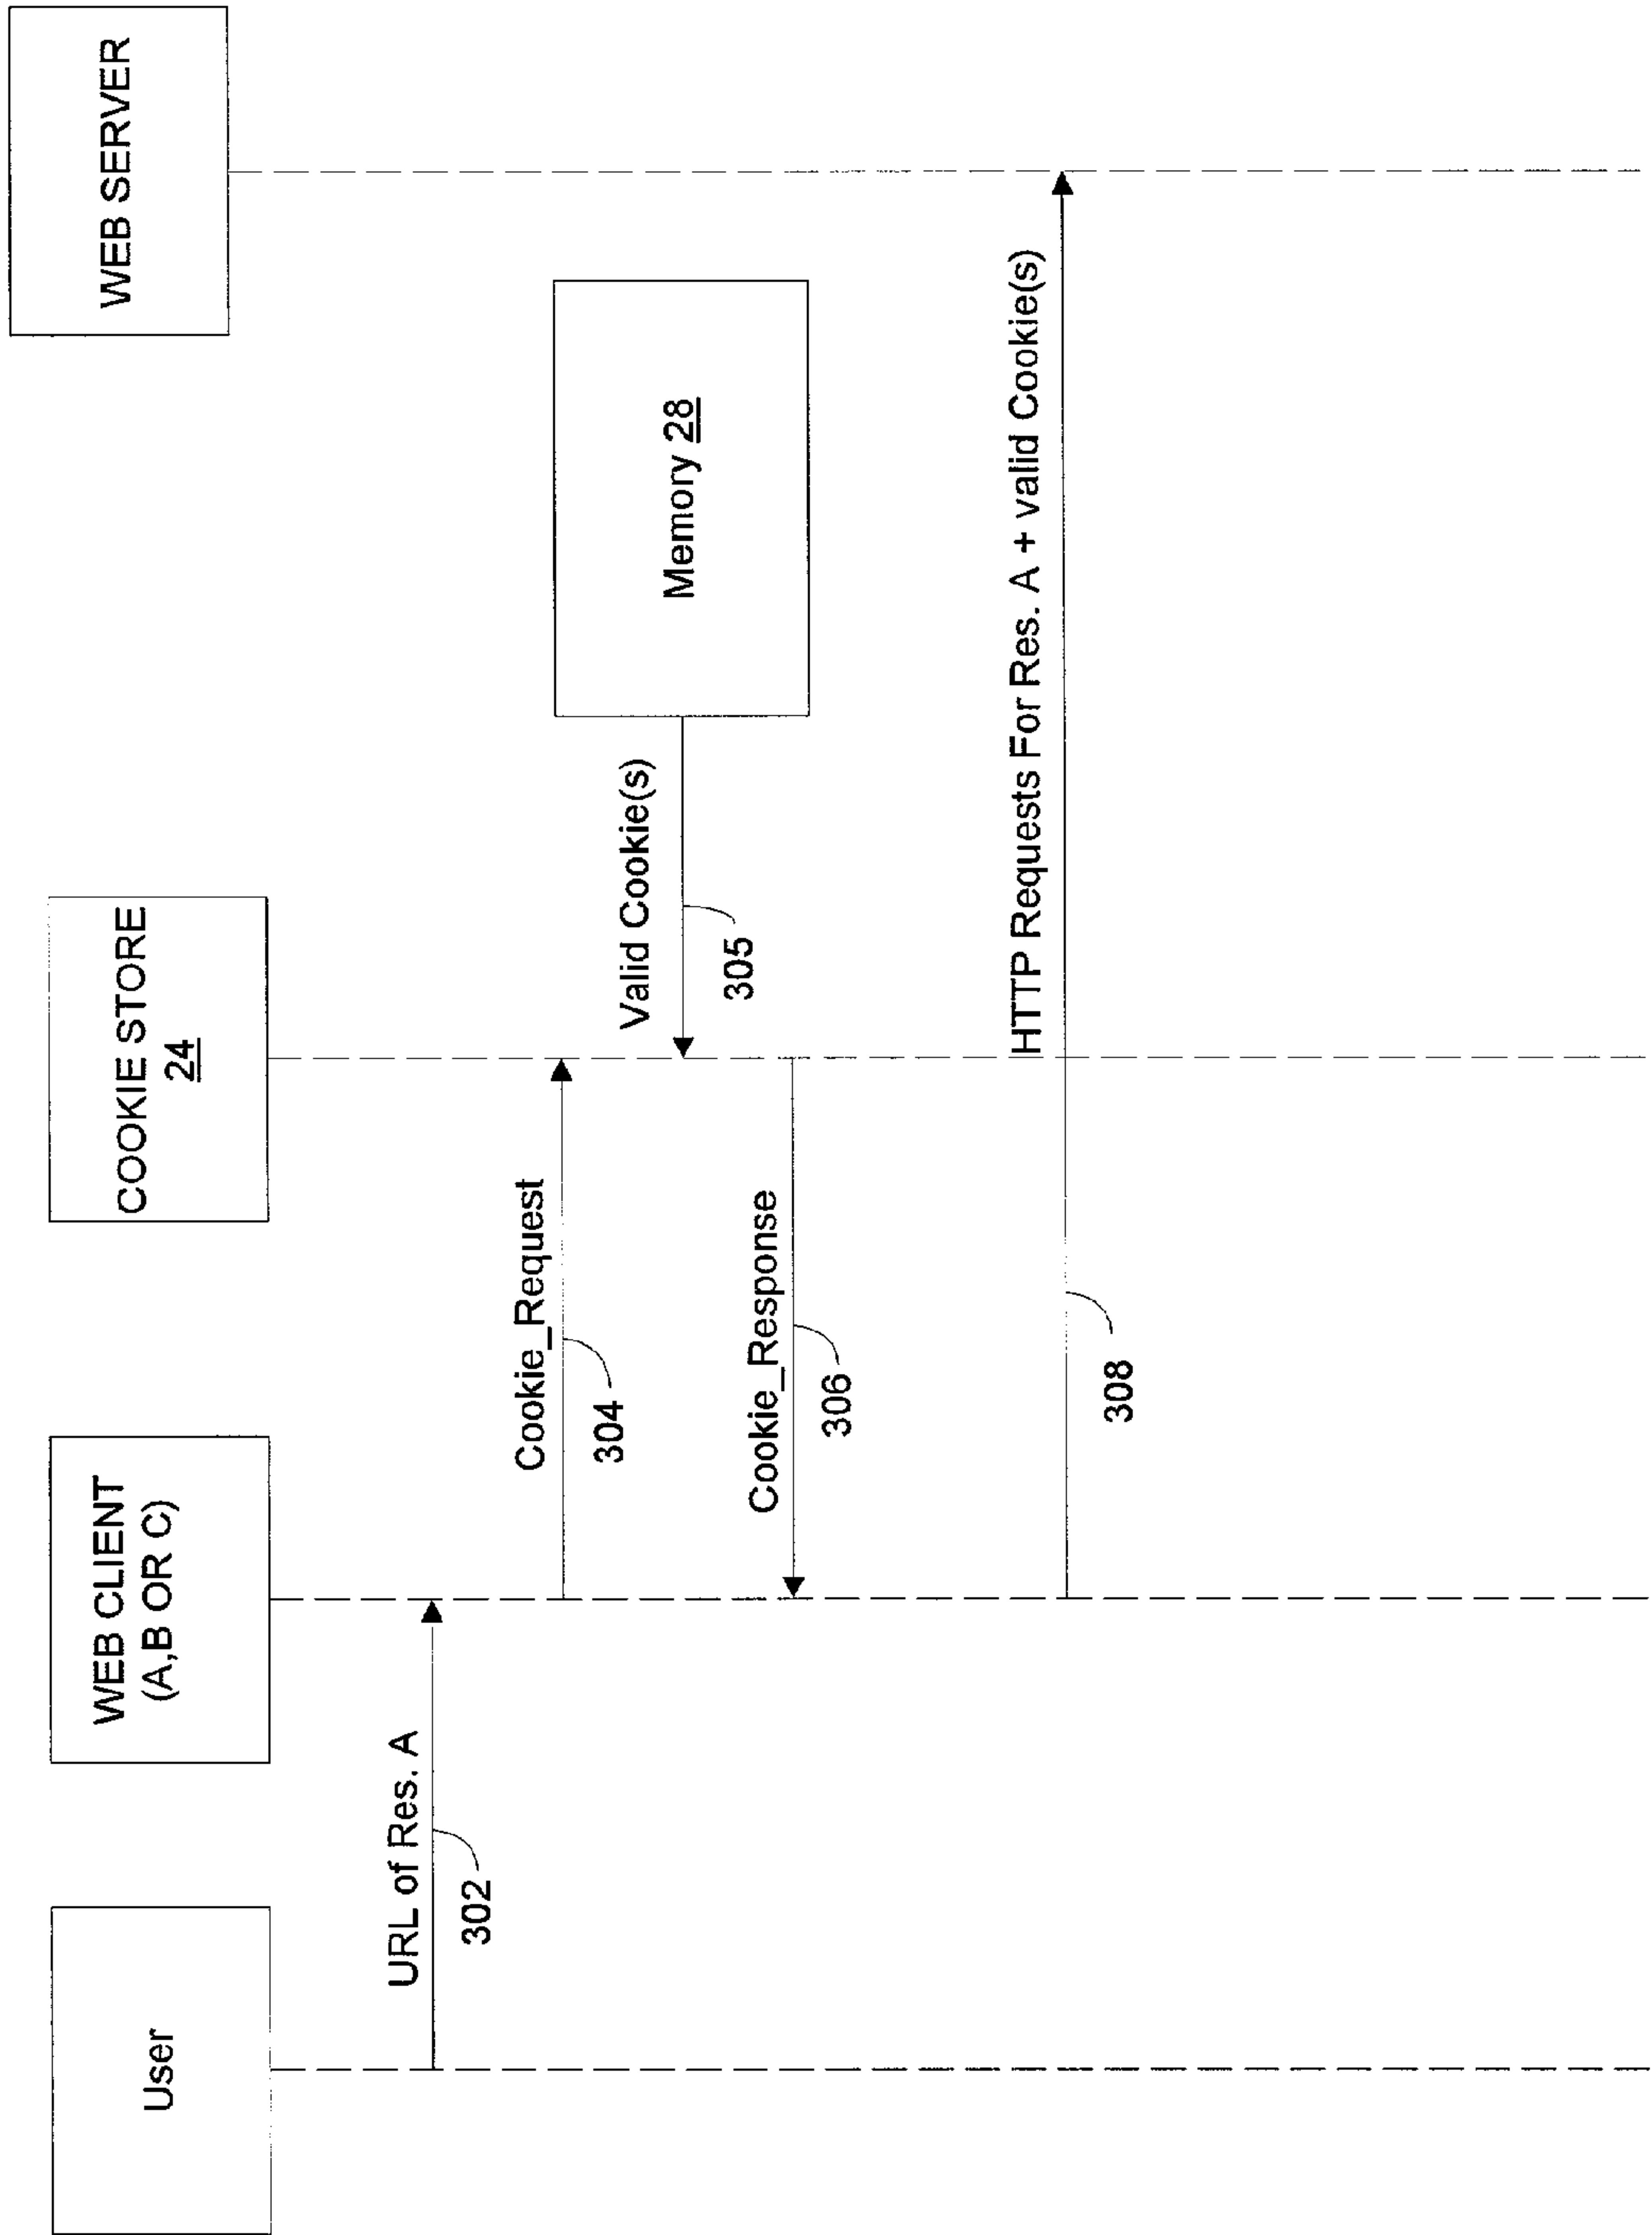 User
WEB CLIENT
(A,B OR C)
COOKIE STORE
24
WEB SERVER
URL of Res. A
302
Cookie_Request
304
Valid Cookie(s)
305
Memory 28
Cookie_Response
306
HTTP Requests For Res. A + valid Cookie(s)
308